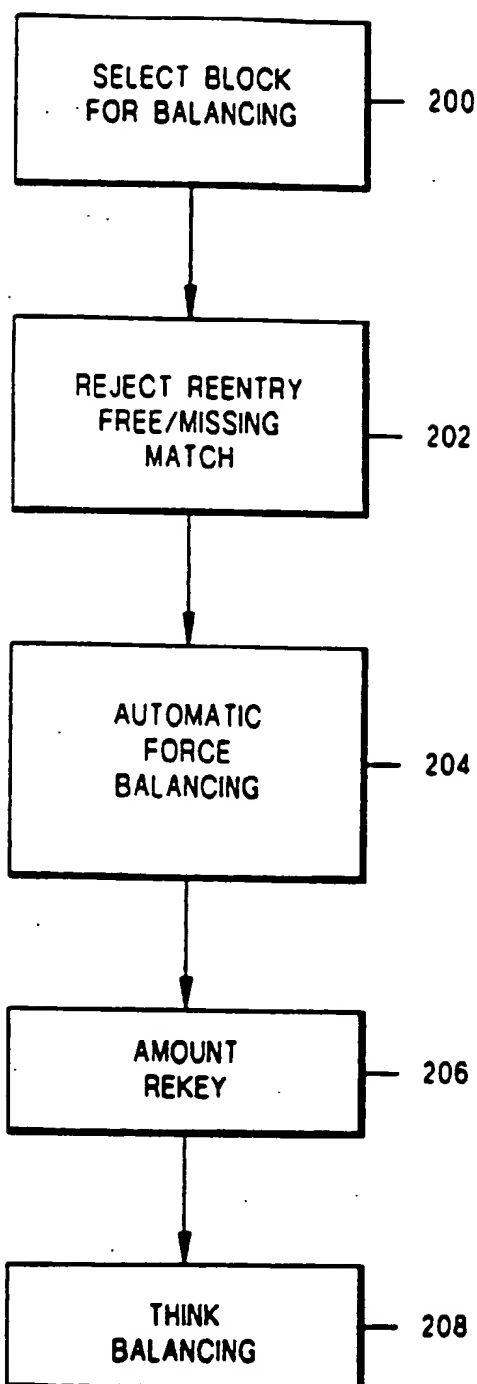 SELECT BLOCK
FOR BALANCING
200
REJECT REENTRY
FREE/MISSING
MATCH
202
AUTOMATIC
FORCE
BALANCING
204
AMOUNT
REKEY
206
THINK
BALANCING
208